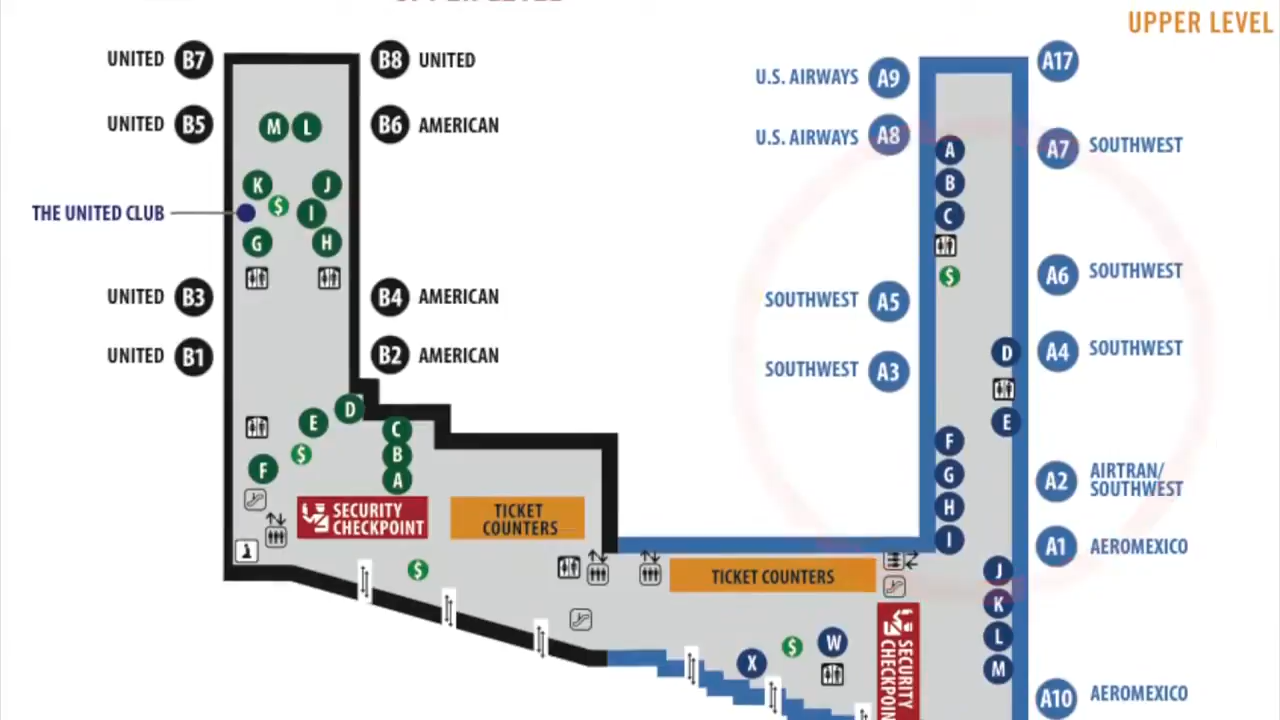 UPPER LEVEL
UNITED B7
B8 UNITED
UNITED B5
B6 AMERICAN
M L
K J
$ I
THE UNITED CLUB
G H
UNITED B3
B4 AMERICAN
UNITED B1
B2 AMERICAN
D
E C
$ B
F A
SECURITY
CHECKPOINT
TICKET
COUNTERS
$
U.S. AIRWAYS A9
A17
U.S. AIRWAYS A8
A7 SOUTHWEST
A
B
C
$
A6 SOUTHWEST
SOUTHWEST A5
D
A4 SOUTHWEST
SOUTHWEST A3
E
F
G
H
I
A2 AIRTRAN/
SOUTHWEST
A1 AEROMEXICO
TICKET COUNTERS
J
K
L
M
X $ W
SECURITY
CHECKPOIN
A10 AEROMEXICO